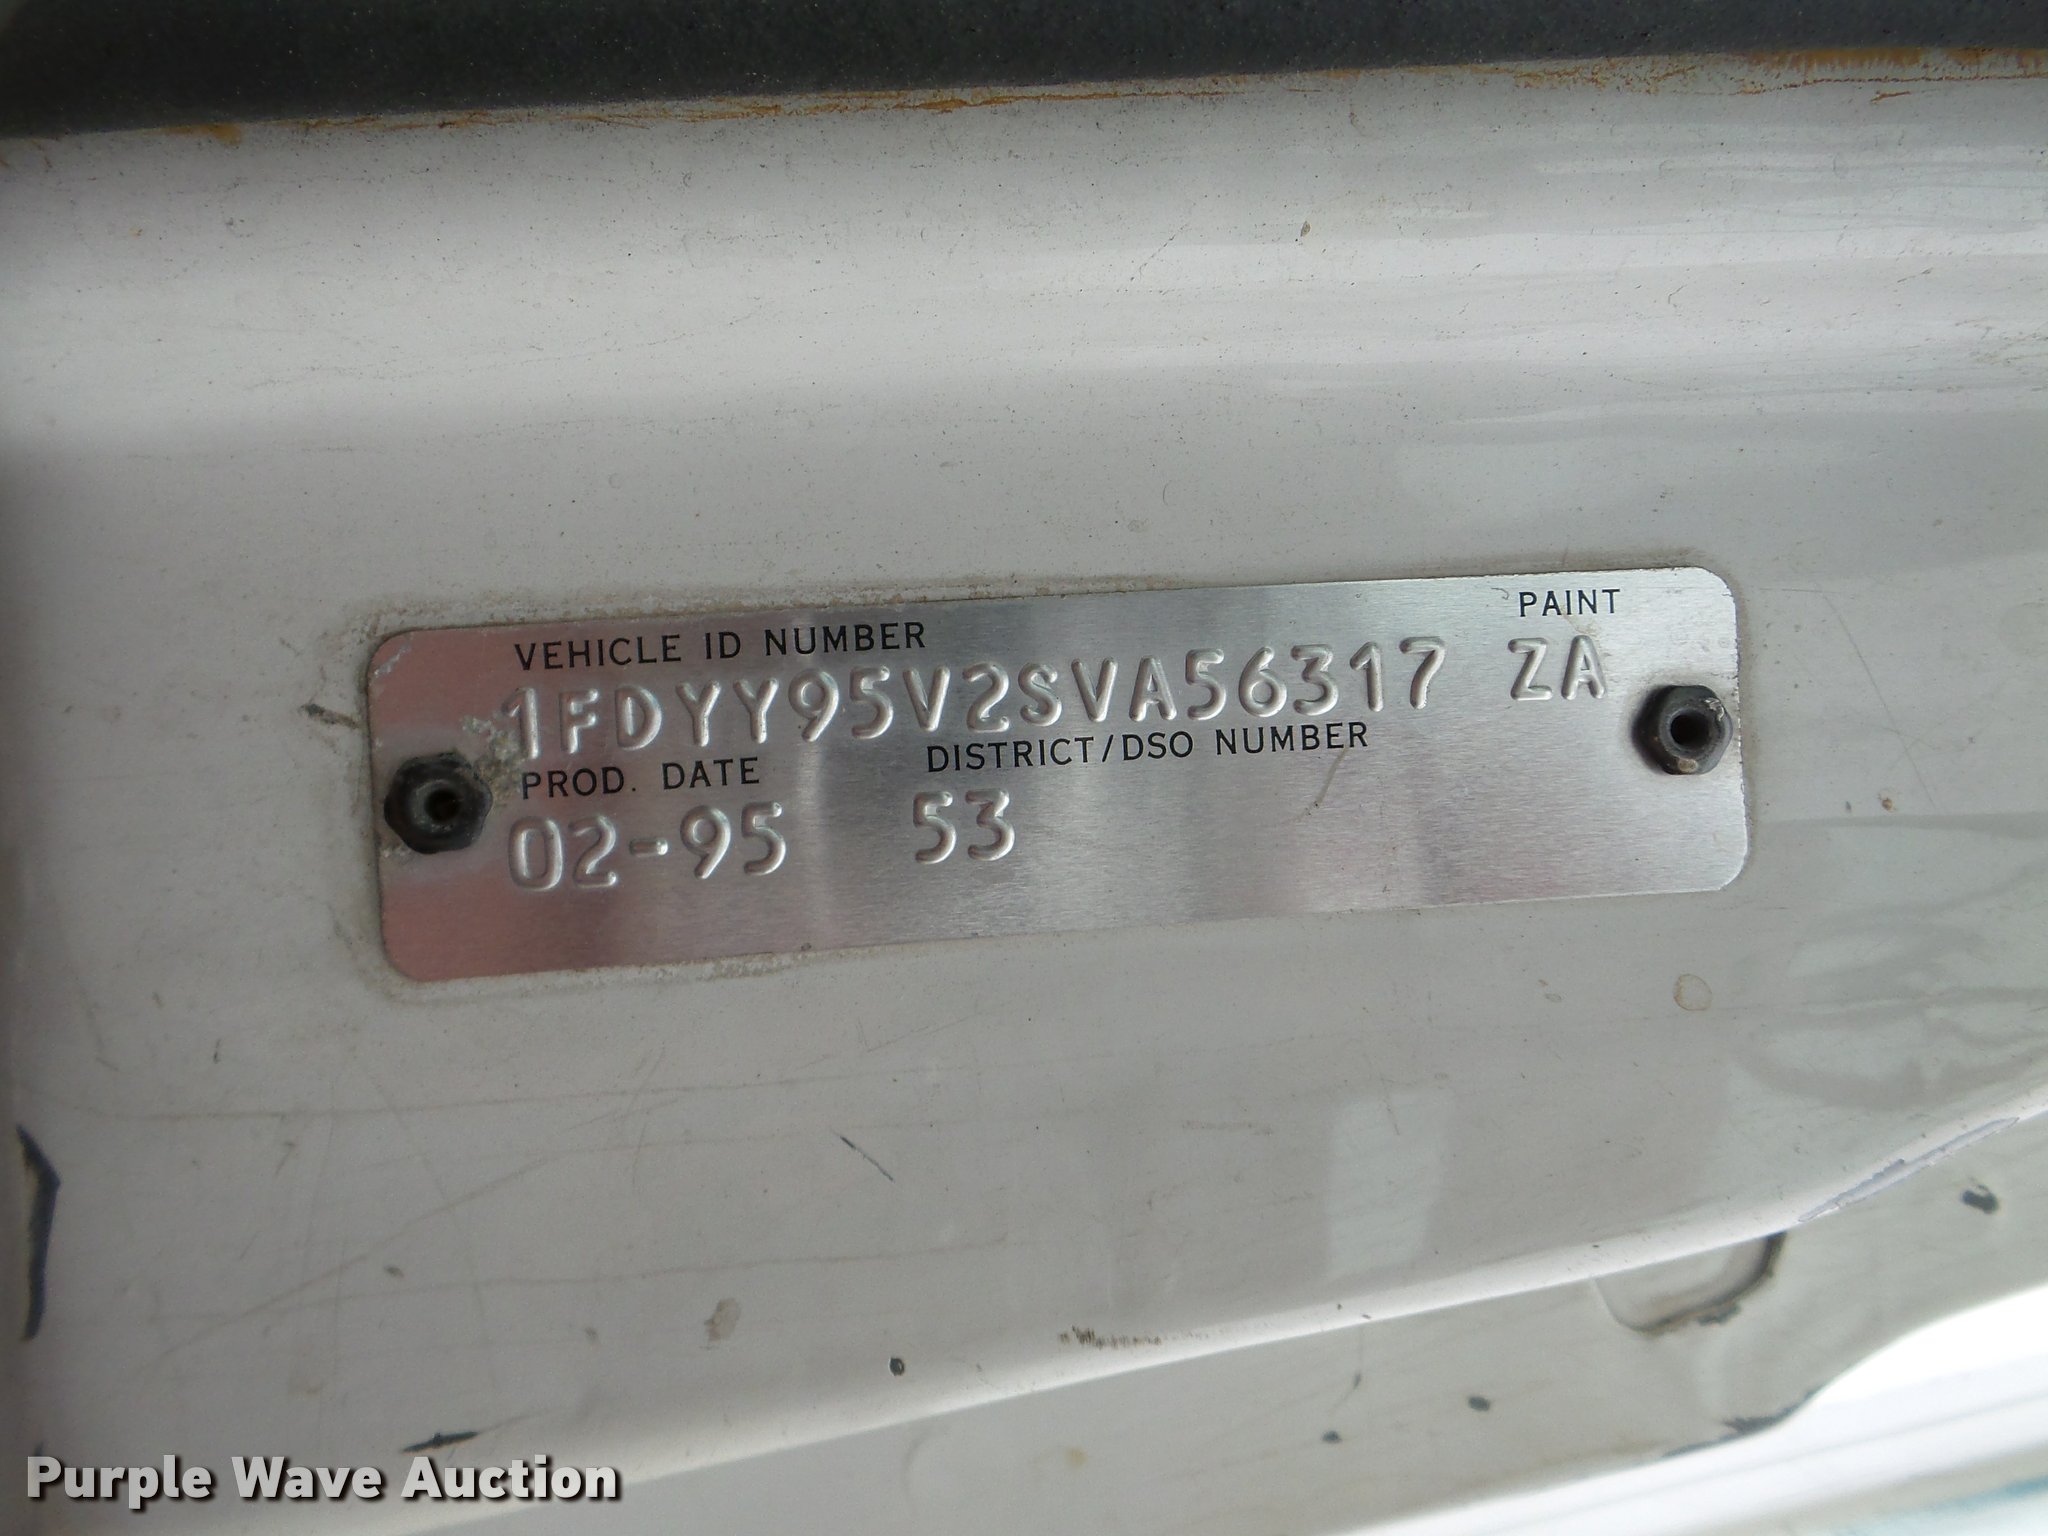 PAINT
VEHICLE ID NUMBER
1FDYY95V2SVA56317 ZA
PROD. DATE DISTRICT/DSO NUMBER
02-95 53
Purple Wave Auction